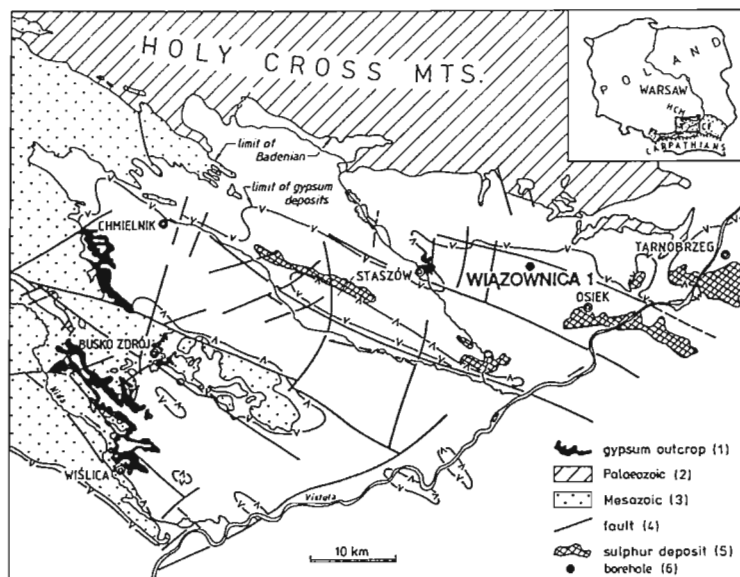 HOLY CROSS MTS.
POLAND
WARSAW
HCM
CF
CARPATHIANS
limit of
Badenian
limit of gypsum
deposits
CHMIELNIK
STASZÓW
WIĄZOWNICA 1
TARNOBRZEG
OSIEK
BUSKO ZDRÓJ
Nida
WIŚLICA
Vistula
10 km
gypsum outcrop (1)
Palaeozoic (2)
Mesozoic (3)
fault (4)
sulphur deposit (5)
borehole (6)